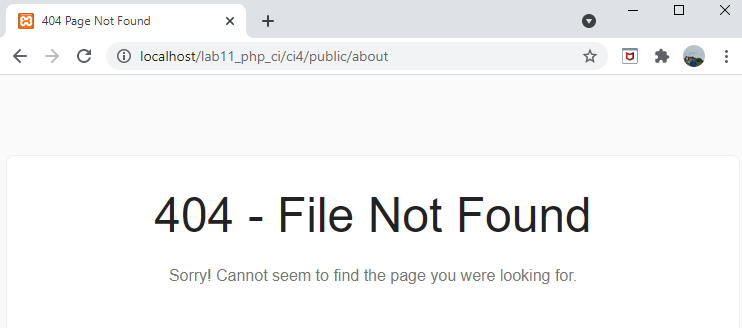 404 Page Not Found
localhost/lab11_php_ci/ci4/public/about
404 - File Not Found
Sorry! Cannot seem to find the page you were looking for.